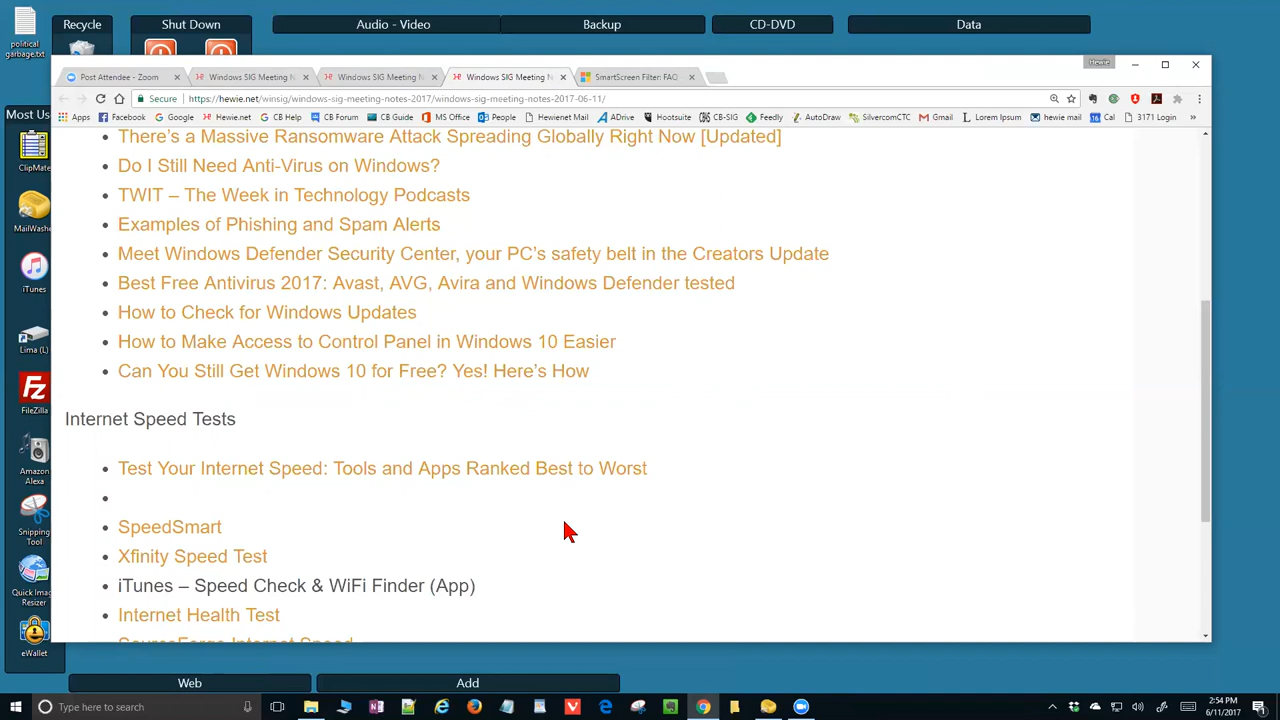 political
garbage.txt
Recycle
Shut Down
Audio - Video
Backup
CD-DVD
Data
Hewie
Post Attendee - Zoom
Windows SIG Meeting N
Windows SIG Meeting N
Windows SIG Meeting N
SmartScreen Filter: FAQ
Secure
https://hewie.net/winsig/windows-sig-meeting-notes-2017/windows-sig-meeting-notes-2017-06-11/
Apps
Facebook
Google
Hewie.net
CB Help
CB Forum
CB Guide
MS Office
People
Hewienet Mail
ADrive
Hootsuite
CB-SIG
Feedly
AutoDraw
SilvercomTC
Gmail
Lorem Ipsum
hewie mail
16 Cal
3171 Login
Most Us
ClipMate
MailWashe
iTunes
Lima (L)
FileZilla
Amazon
Alexa
Snipping
Tool
Quick Imag
Resizer
eWallet
There's a Massive Ransomware Attack Spreading Globally Right Now [Updated]
Do I Still Need Anti-Virus on Windows?
TWIT – The Week in Technology Podcasts
Examples of Phishing and Spam Alerts
Meet Windows Defender Security Center, your PC's safety belt in the Creators Update
Best Free Antivirus 2017: Avast, AVG, Avira and Windows Defender tested
How to Check for Windows Updates
How to Make Access to Control Panel in Windows 10 Easier
Can You Still Get Windows 10 for Free? Yes! Here's How
Internet Speed Tests
Test Your Internet Speed: Tools and Apps Ranked Best to Worst
SpeedSmart
Xfinity Speed Test
iTunes – Speed Check & WiFi Finder (App)
Internet Health Test
SourceForge Internet Speed
Web
Add
Type here to search
2:54 PM
6/11/2017